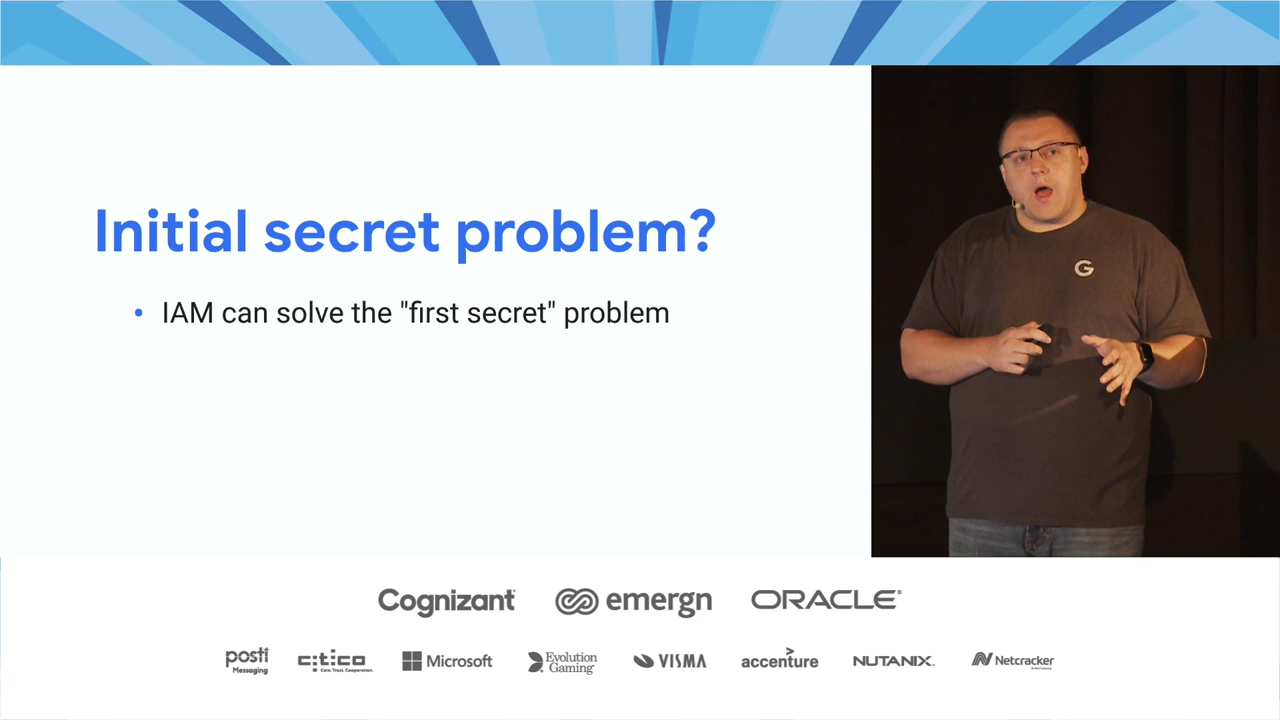 Initial secret problem?
• IAM can solve the "first secret" problem
G
Cognizant
emergn
ORACLE
posti
Messaging
c:t:co
Care. Trust. Cooperation.
Microsoft
Evolution
Gaming
VISMA
accenture
NUTANIX
Netcracker